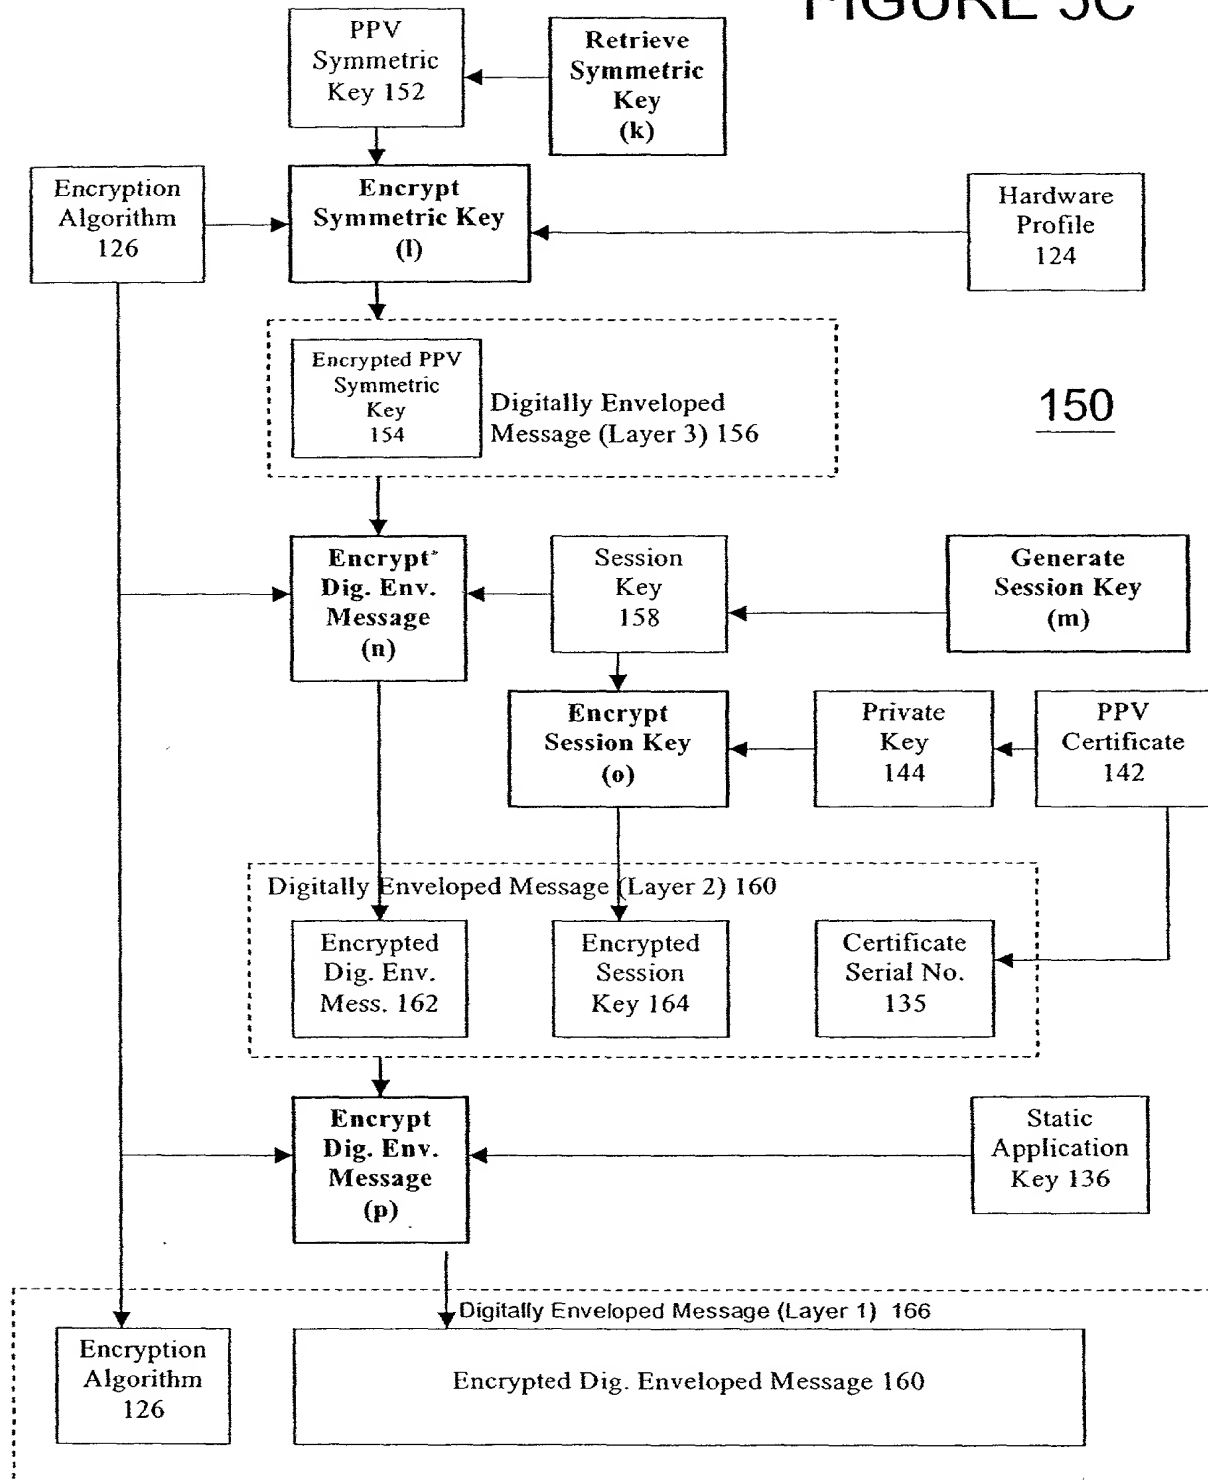 FIGURE 5C
PPV
Symmetric
Key 152
Retrieve
Symmetric
Key
(k)
Encryption
Algorithm
126
Encrypt
Symmetric Key
(l)
Hardware
Profile
124
Encrypted PPV
Symmetric
Key
154
Digitally Enveloped
Message (Layer 3) 156
150
Encrypt
Dig. Env.
Message
(n)
Session
Key
158
Generate
Session Key
(m)
Encrypt
Session Key
(o)
Private
Key
144
PPV
Certificate
142
Digitally Enveloped Message (Layer 2) 160
Encrypted
Dig. Env.
Mess. 162
Encrypted
Session
Key 164
Certificate
Serial No.
135
Encrypt
Dig. Env.
Message
(p)
Static
Application
Key 136
Digitally Enveloped Message (Layer 1) 166
Encryption
Algorithm
126
Encrypted Dig. Enveloped Message 160